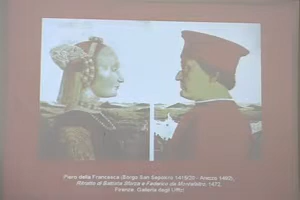 Piero della Francesca (Borgo San Sepolcro 1415/20 - Arezzo 1492),
Ritratto di Battista Sforza e Federico da Montefeltro 1472,
Firenze, Galleria degli Uffizi